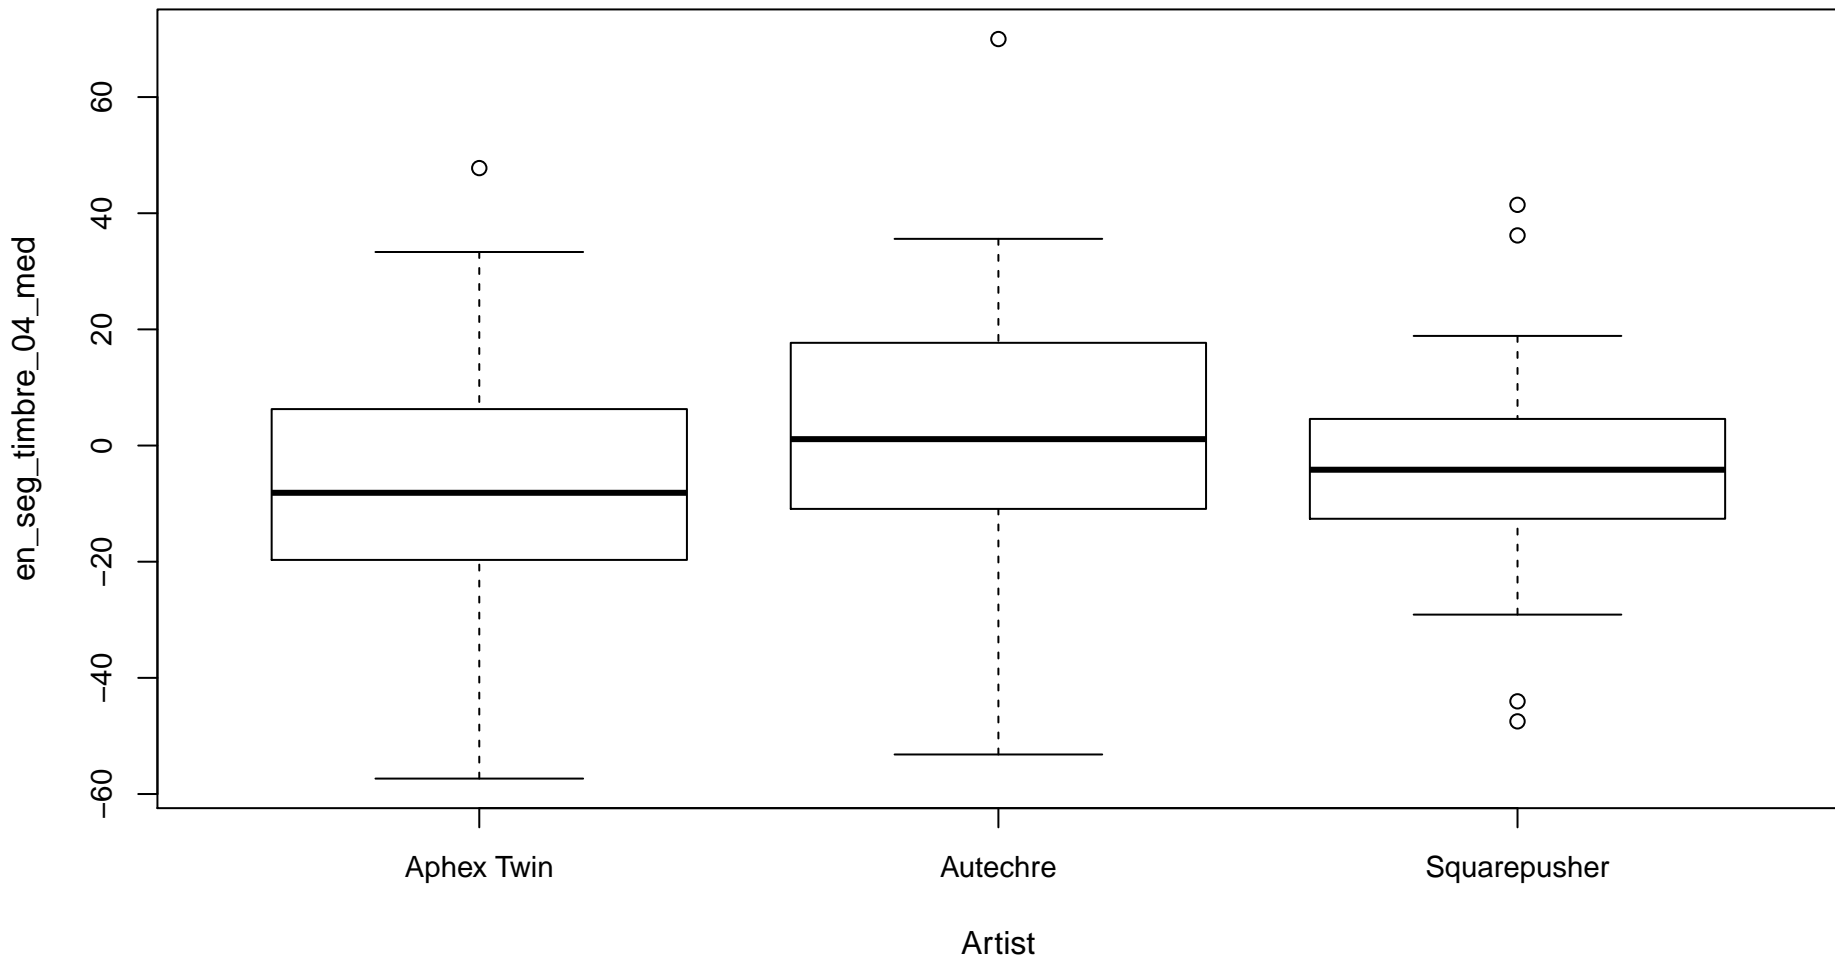 en_seg_timbre_04_med
60
40
20
0
−20
−40
−60
Aphex Twin
Autechre
Squarepusher
Artist